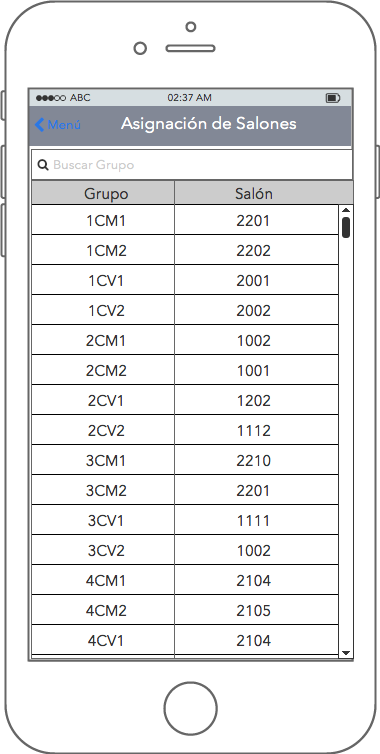 ABC 02:37 AM
Menú Asignación de Salones
Buscar Grupo
Grupo Salón
1CM1 2201
1CM2 2202
1CV1 2001
1CV2 2002
2CM1 1002
2CM2 1001
2CV1 1202
2CV2 1112
3CM1 2210
3CM2 2201
3CV1 1111
3CV2 1002
4CM1 2104
4CM2 2105
4CV1 2104